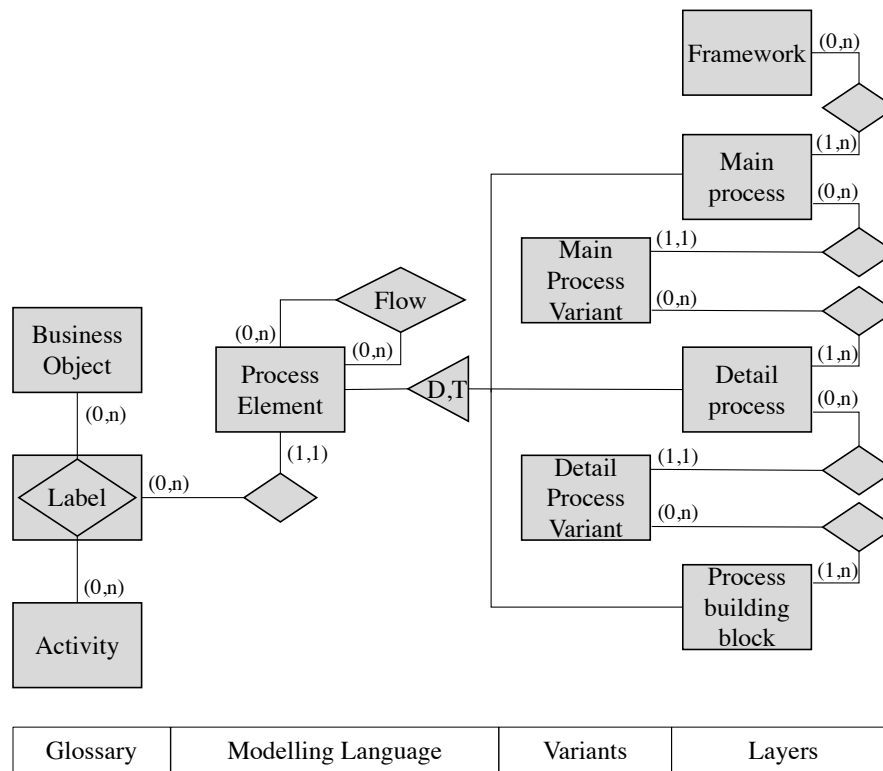 Framework
(0,n)
(1,n)
Main
process
(0,n)
Main
Process
Variant
(1,1)
(0,n)
Flow
(0,n)
(0,n)
Business
Object
Process
Element
D,T
(1,n)
Detail
process
(0,n)
(0,n)
(1,1)
Detail
Process
Variant
(1,1)
(0,n)
Label
(0,n)
(0,n)
Activity
(1,n)
Process
building
block
Glossary
Modelling Language
Variants
Layers